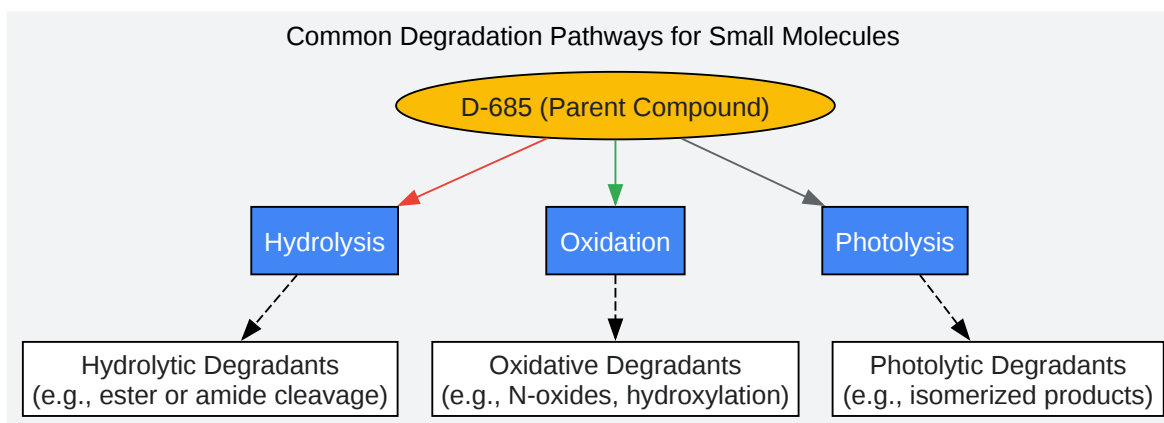 Common Degradation Pathways for Small Molecules
D-685 (Parent Compound)
Hydrolysis
Oxidation
Photolysis
Hydrolytic Degradants
(e.g., ester or amide cleavage)
Oxidative Degradants
(e.g., N-oxides, hydroxylation)
Photolytic Degradants
(e.g., isomerized products)